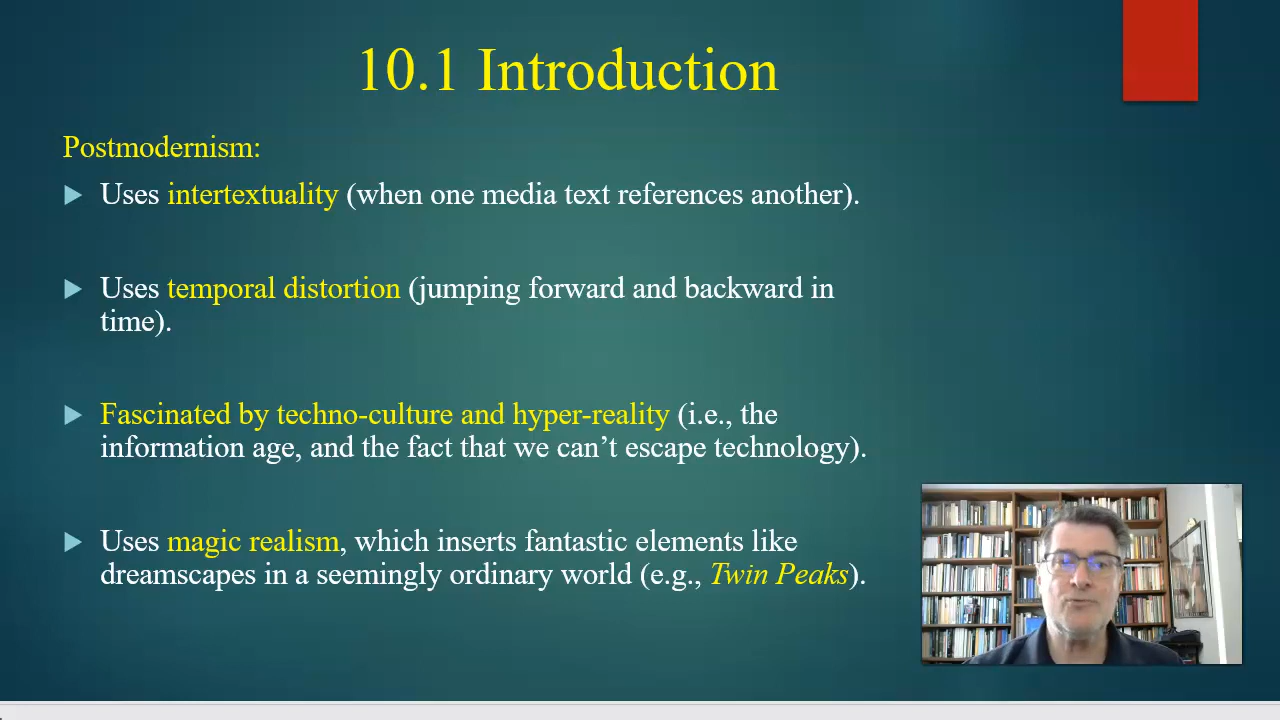 10.1 Introduction
Postmodernism:
Uses intertextuality (when one media text references another).
Uses temporal distortion (jumping forward and backward in
time).
Fascinated by techno-culture and hyper-reality (i.e., the
information age, and the fact that we can’t escape technology).
Uses magic realism, which inserts fantastic elements like
dreamscapes in a seemingly ordinary world (e.g., Twin Peaks).